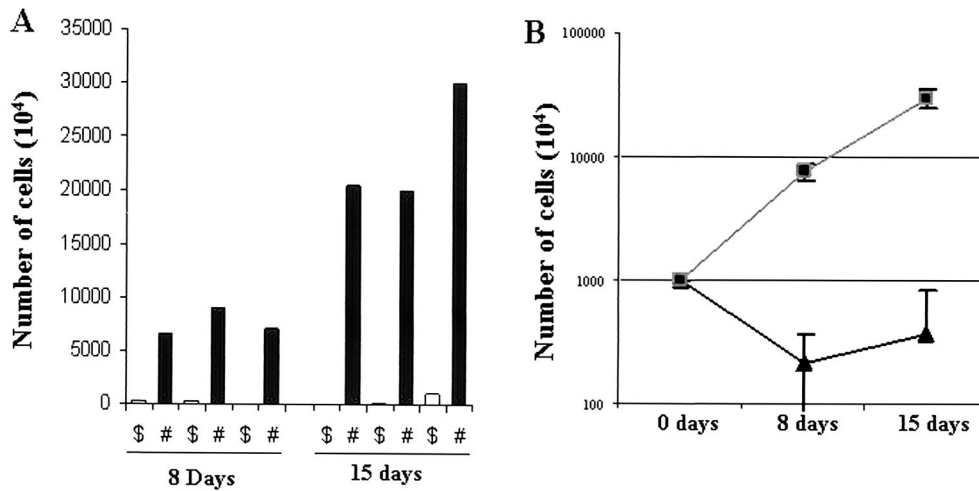 A
Number of cells (10⁴)
35000
30000
25000
20000
15000
10000
5000
0
$ # $ # $ # $ # $ # $ #
8 Days 15 days
B
Number of cells (10⁴)
100000
10000
1000
100
0 days 8 days 15 days